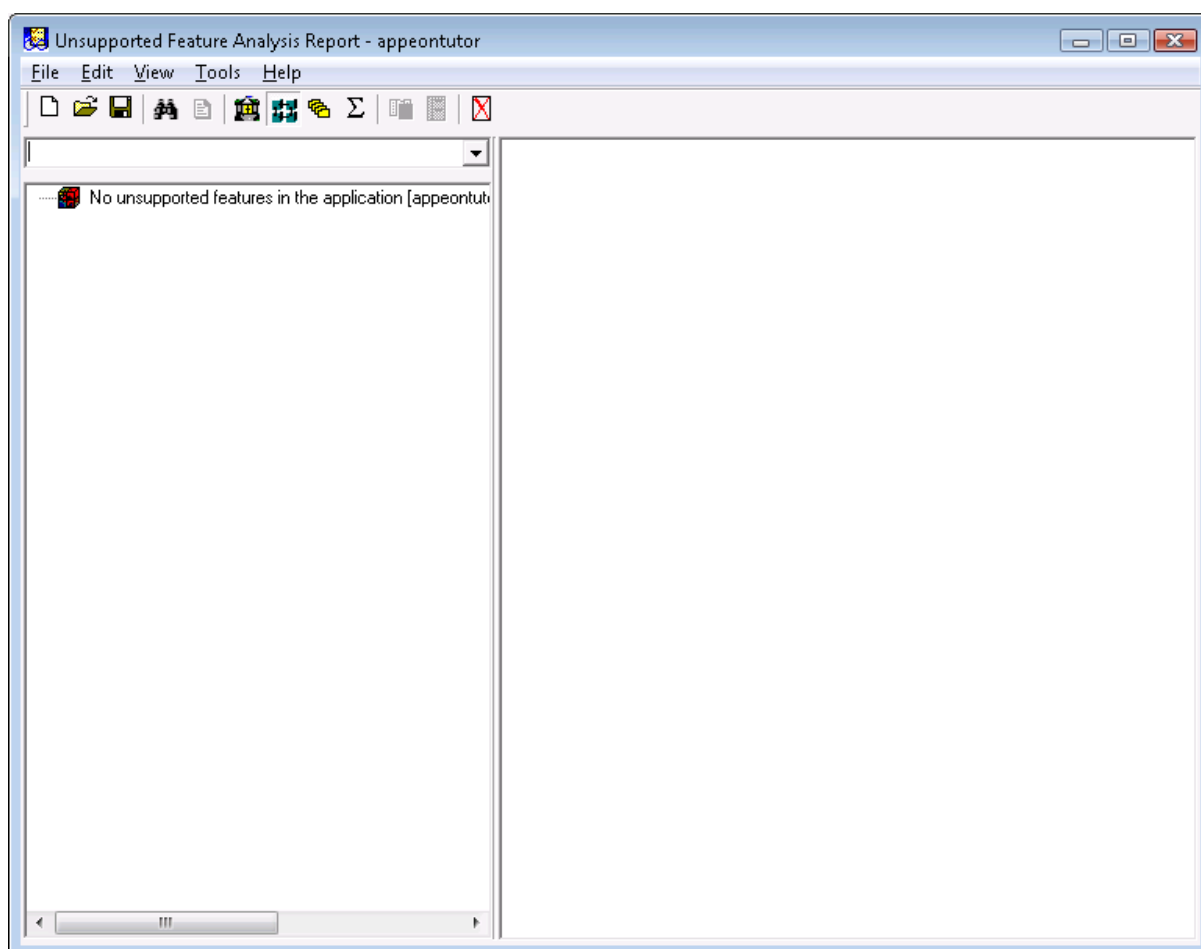 Unsupported Feature Analysis Report - appeontutor
File Edit View Tools Help
Σ
No unsupported features in the application [appeontut